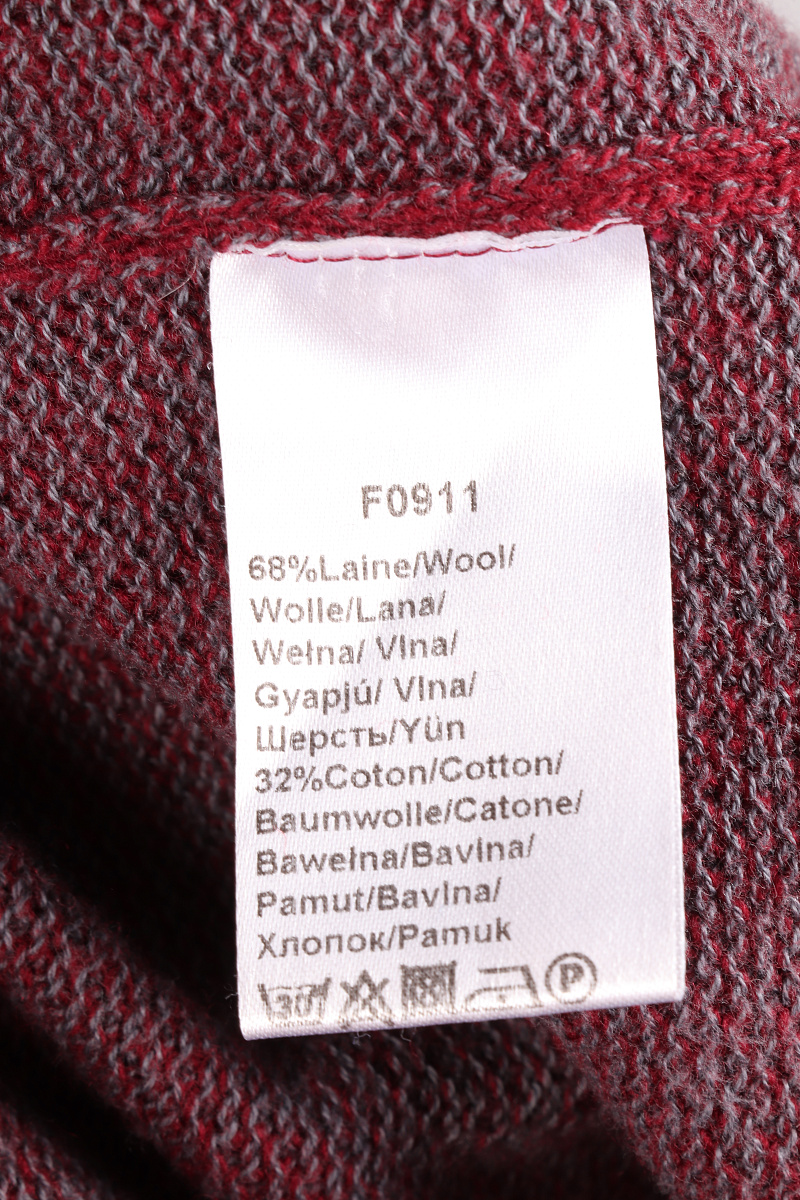 F0911
68%Laine/Wool/
Wolle/Lana/
Wełna/ Vlna/
Gyapjú/ Vlna/
Шерсть/Yün
32%Coton/Cotton/
Baumwolle/Catone/
Bawełna/Bavlna/
Pamut/Bavlna/
Хлопок/Pamuk
30° P